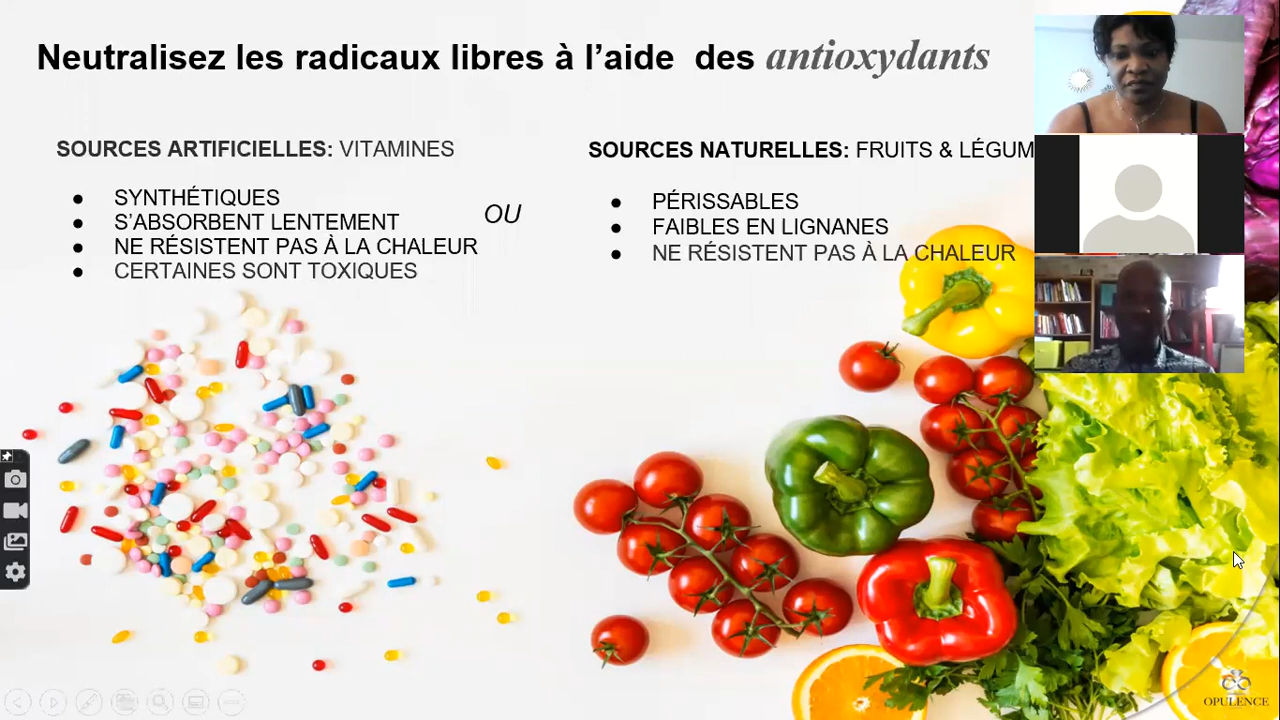 Neutralisez les radicaux libres à l’aide des antioxydants
SOURCES ARTIFICIELLES: VITAMINES
SYNTHÉTIQUES
S’ABSORBENT LENTEMENT
NE RÉSISTENT PAS À LA CHALEUR
CERTAINES SONT TOXIQUES
OU
SOURCES NATURELLES: FRUITS & LÉGUM
PÉRISSABLES
FAIBLES EN LIGNANES
NE RÉSISTENT PAS À LA CHALEUR
OPULENCE